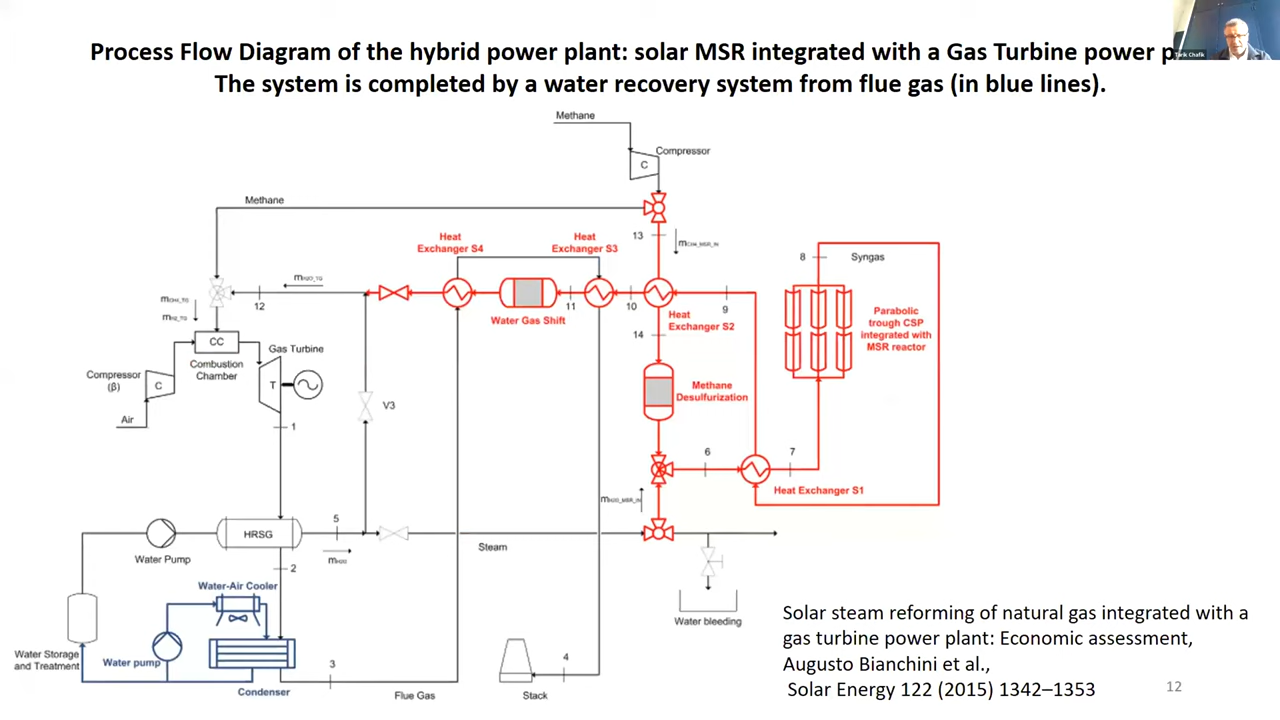 Process Flow Diagram of the hybrid power plant: solar MSR integrated with a Gas Turbine power p
The system is completed by a water recovery system from flue gas (in blue lines).
Tarik Chafik
Methane
Compressor
C
Methane
13
Heat
Exchanger S4
Heat
Exchanger S3
8
Syngas
12
11
10
9
Water Gas Shift
Heat
Exchanger S2
14
Parabolic
trough CSP
integrated with
MSR reactor
CC
Combustion
Chamber
Gas Turbine
Compressor
(β)
C
T
Air
V3
1
Methane
Desulfurization
6
7
Heat Exchanger S1
5
HRSG
Water Pump
Steam
2
Water-Air Cooler
Water bleeding
Water Storage
and Treatment
Water pump
Condenser
3
Flue Gas
4
Stack
Solar steam reforming of natural gas integrated with a
gas turbine power plant: Economic assessment,
Augusto Bianchini et al.,
Solar Energy 122 (2015) 1342–1353
12